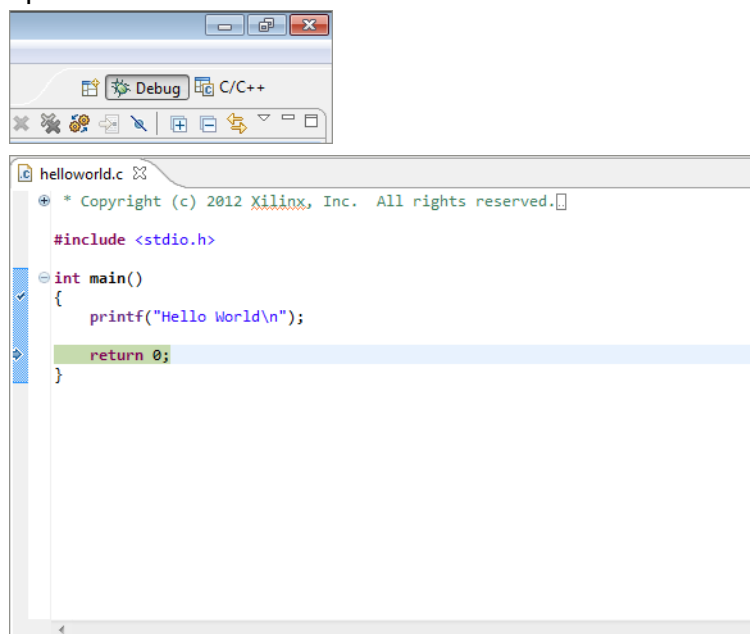 Debug C/C++
helloworld.c
* Copyright (c) 2012 Xilinx, Inc.  All rights reserved.
#include <stdio.h>
int main()
{
    printf("Hello World\n");
    return 0;
}